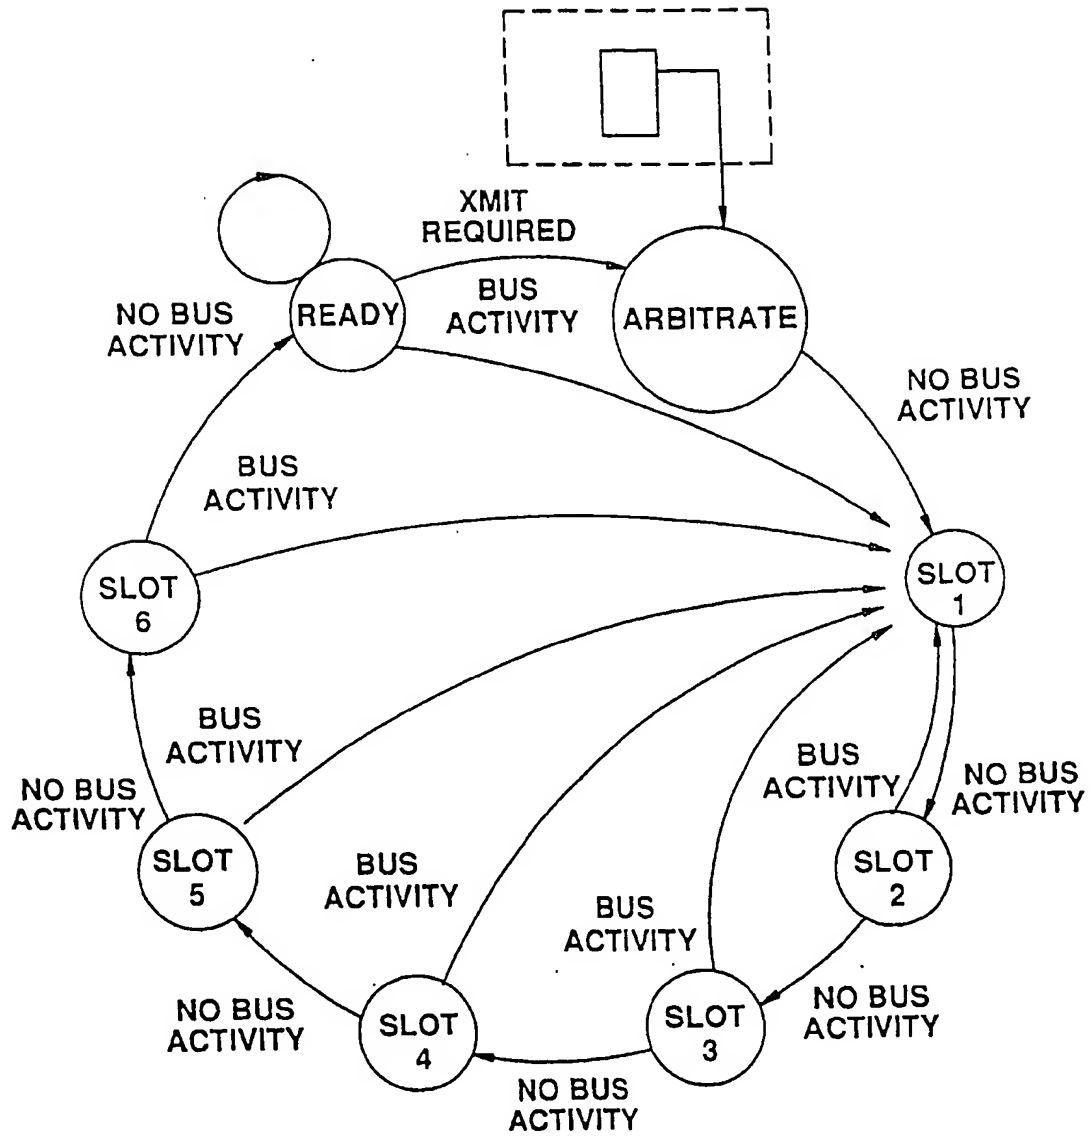 XMIT
REQUIRED
NO BUS
ACTIVITY
READY
BUS
ACTIVITY
ARBITRATE
NO BUS
ACTIVITY
BUS
ACTIVITY
SLOT
6
SLOT
1
BUS
ACTIVITY
NO BUS
ACTIVITY
BUS
ACTIVITY
NO BUS
ACTIVITY
SLOT
5
BUS
ACTIVITY
SLOT
2
BUS
ACTIVITY
NO BUS
ACTIVITY
SLOT
4
SLOT
3
NO BUS
ACTIVITY
NO BUS
ACTIVITY